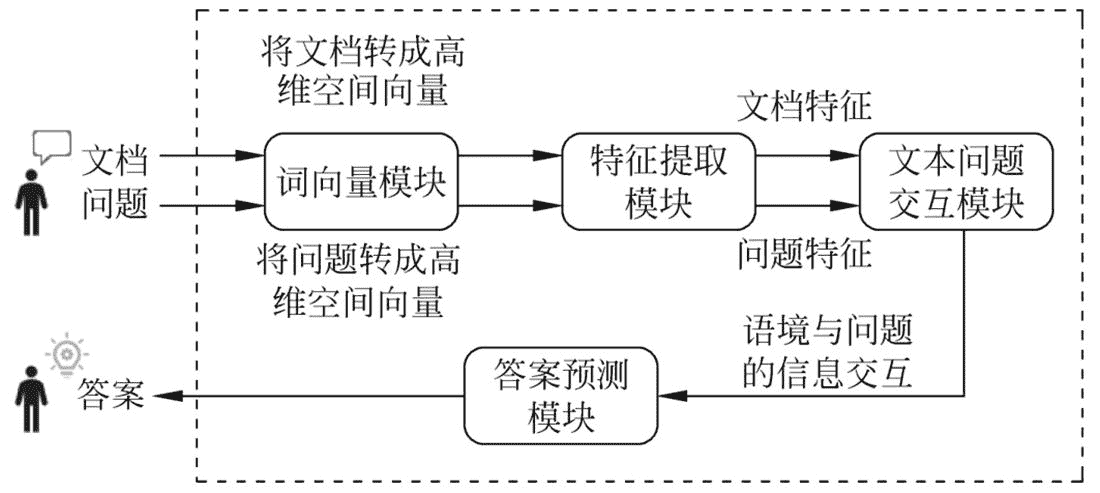 将文档转成高
维空间向量
文档
问题
词向量模块
将问题转成高
维空间向量
特征提取
模块
文档特征
问题特征
文本问题
交互模块
语境与问题
的信息交互
答案预测
模块
答案